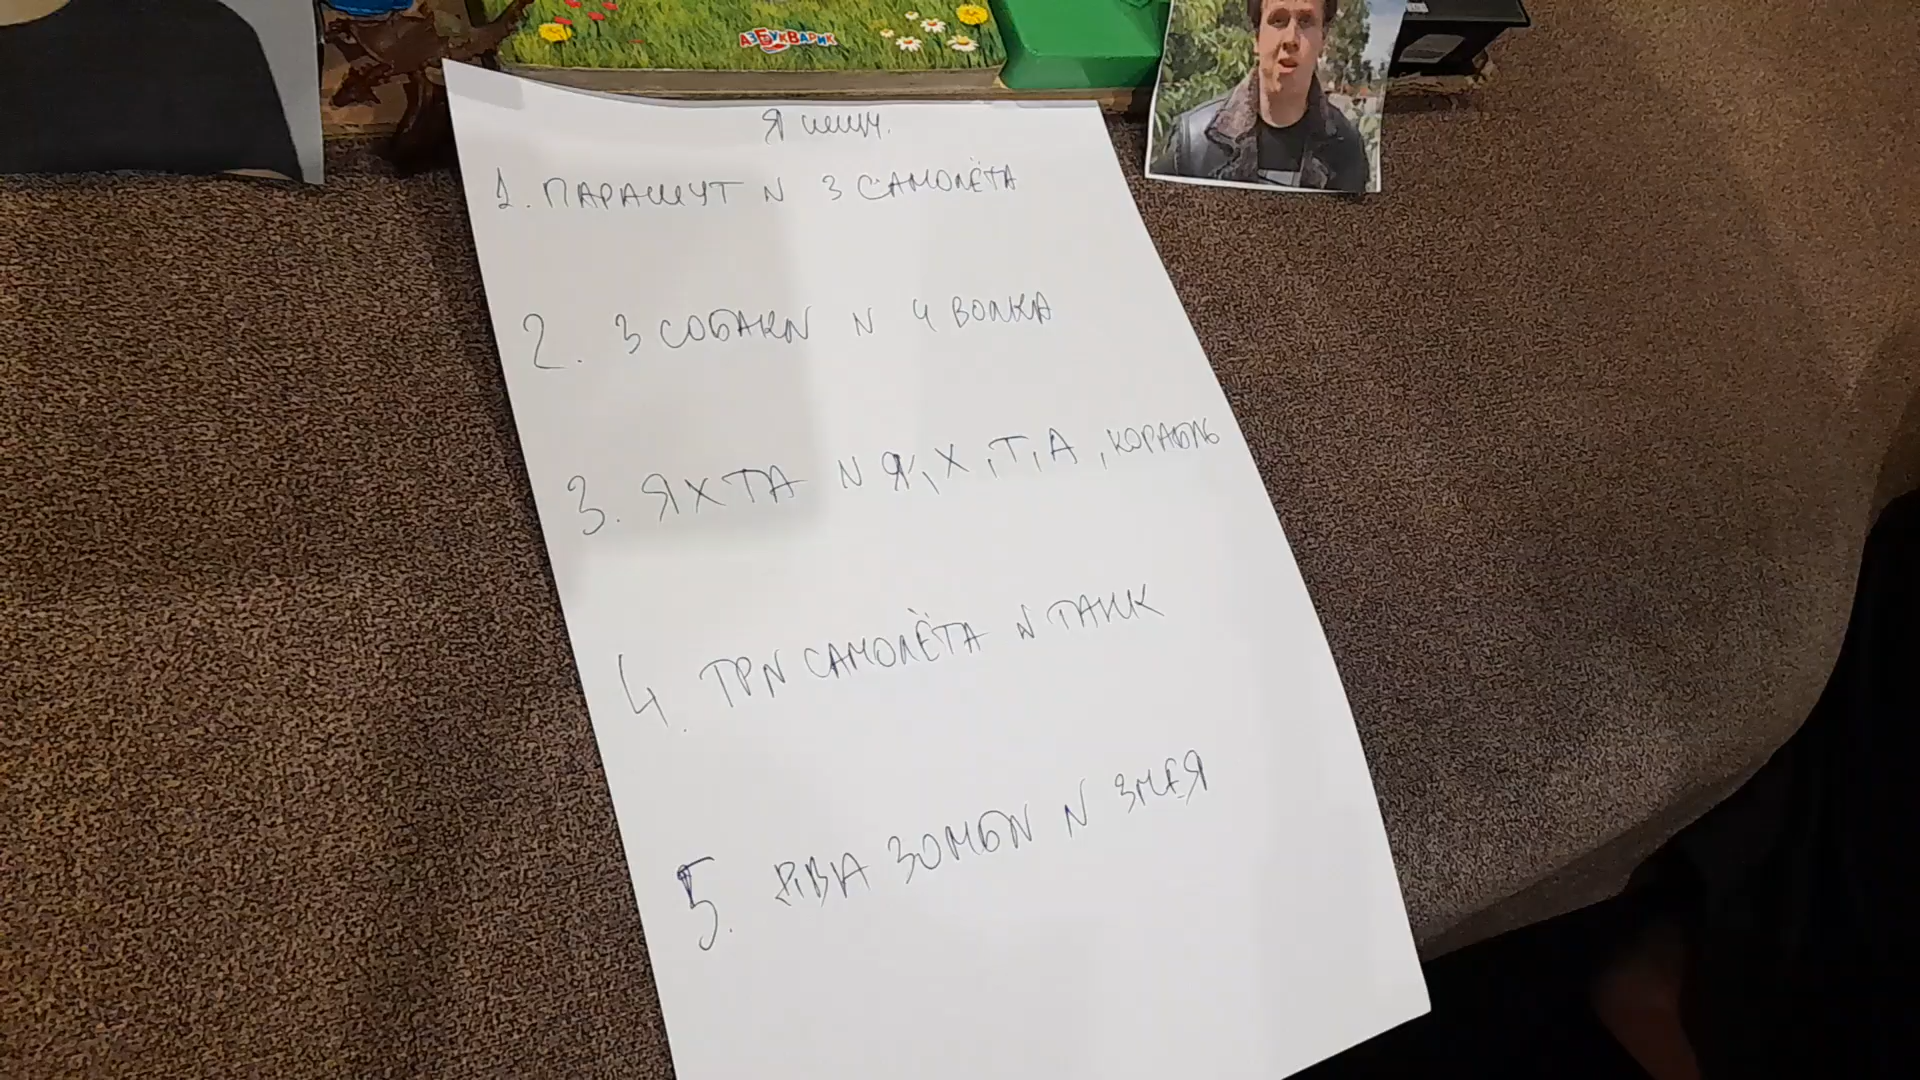 АЗБУКВАРИК
Я ищу.
1. ПАРАШУТ И 3 САМОЛЁТА
2. 3 СОБАКИ И 4 ВОЛКА
3. ЯХТА И Я, Х, Т, А, КОРАБЛЬ
4. ТРИ САМОЛЁТА И ТАНК
5. ДВА ЗОМБИ И ЗМЕЯ